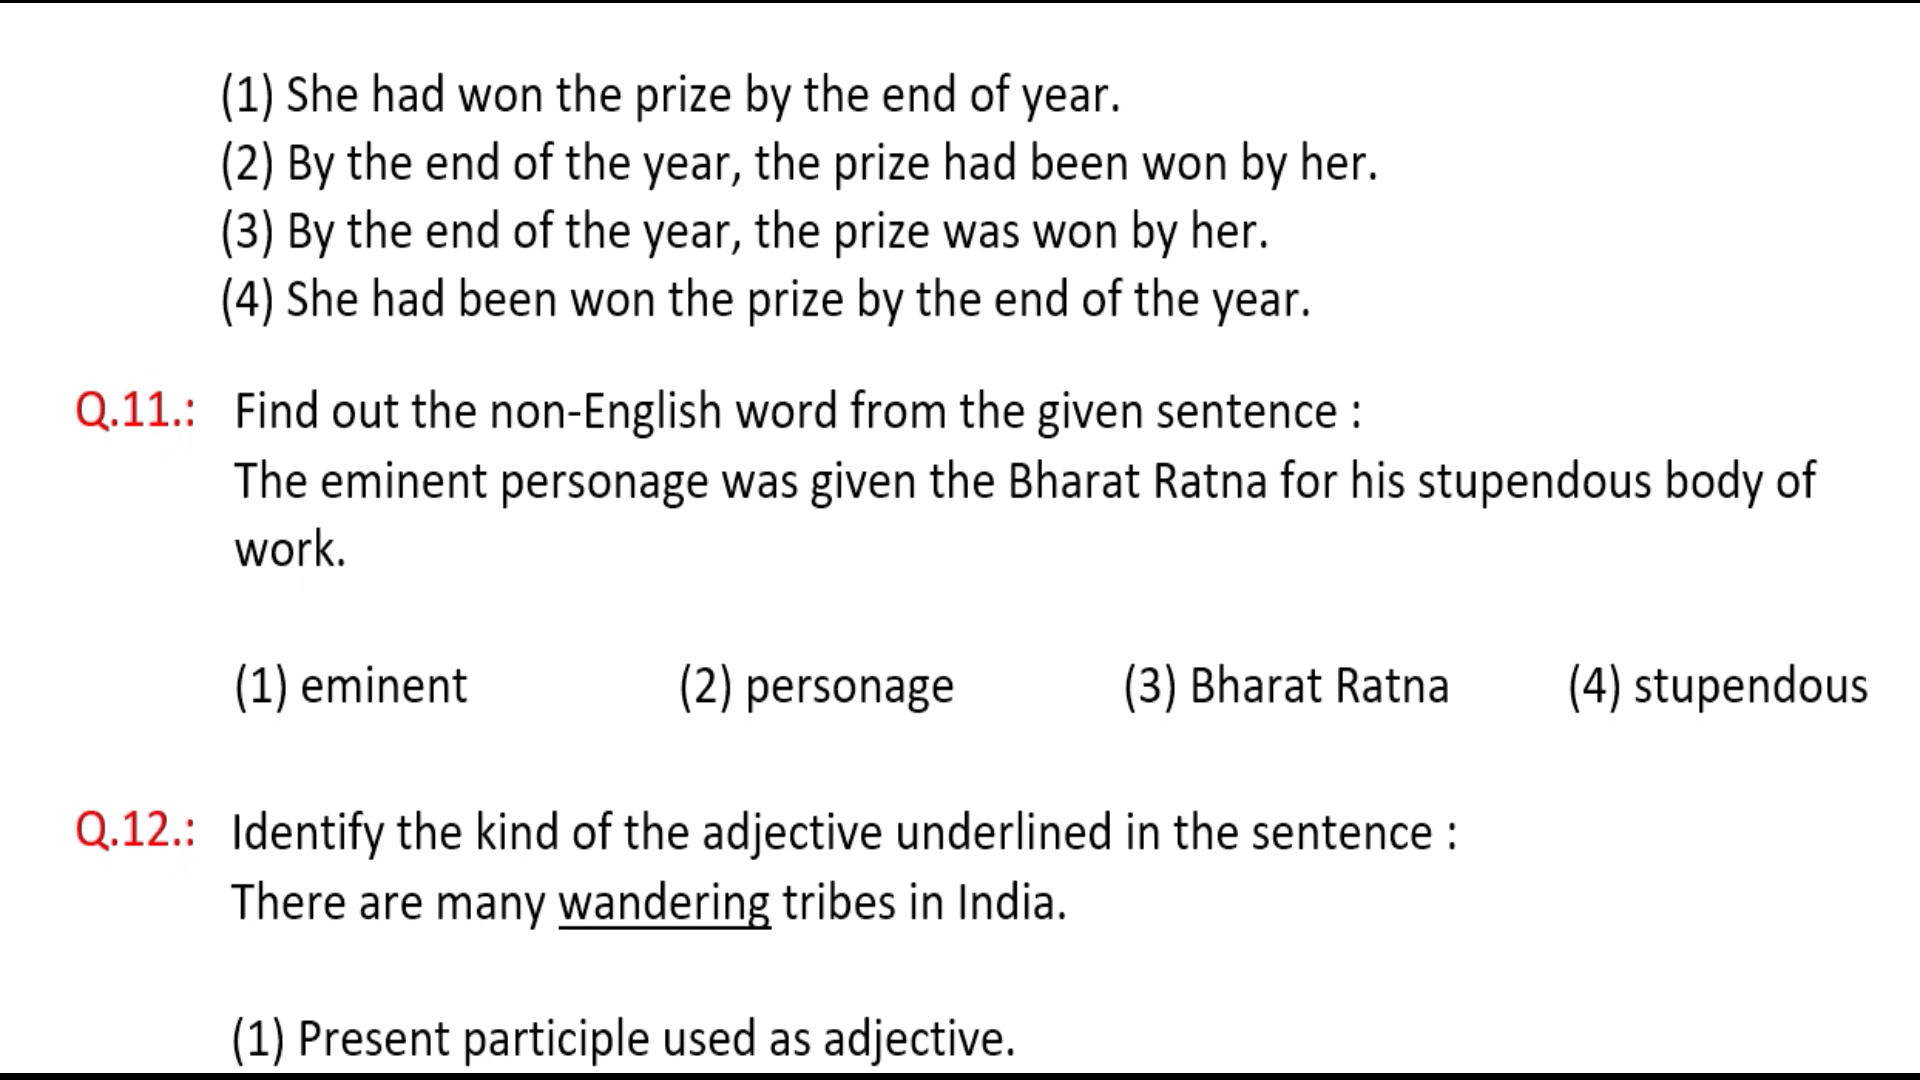 (1) She had won the prize by the end of year.
(2) By the end of the year, the prize had been won by her.
(3) By the end of the year, the prize was won by her.
(4) She had been won the prize by the end of the year.
Q.11.: Find out the non-English word from the given sentence :
The eminent personage was given the Bharat Ratna for his stupendous body of
work.
(1) eminent (2) personage (3) Bharat Ratna (4) stupendous
Q.12.: Identify the kind of the adjective underlined in the sentence :
There are many wandering tribes in India.
(1) Present participle used as adjective.